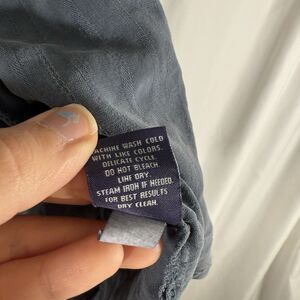 MACHINE WASH COLD
WITH LIKE COLORS.
DELICATE CYCLE.
DO NOT BLEACH.
LINE DRY.
STEAM IRON IF NEEDED.
FOR BEST RESULTS
DRY CLEAN.